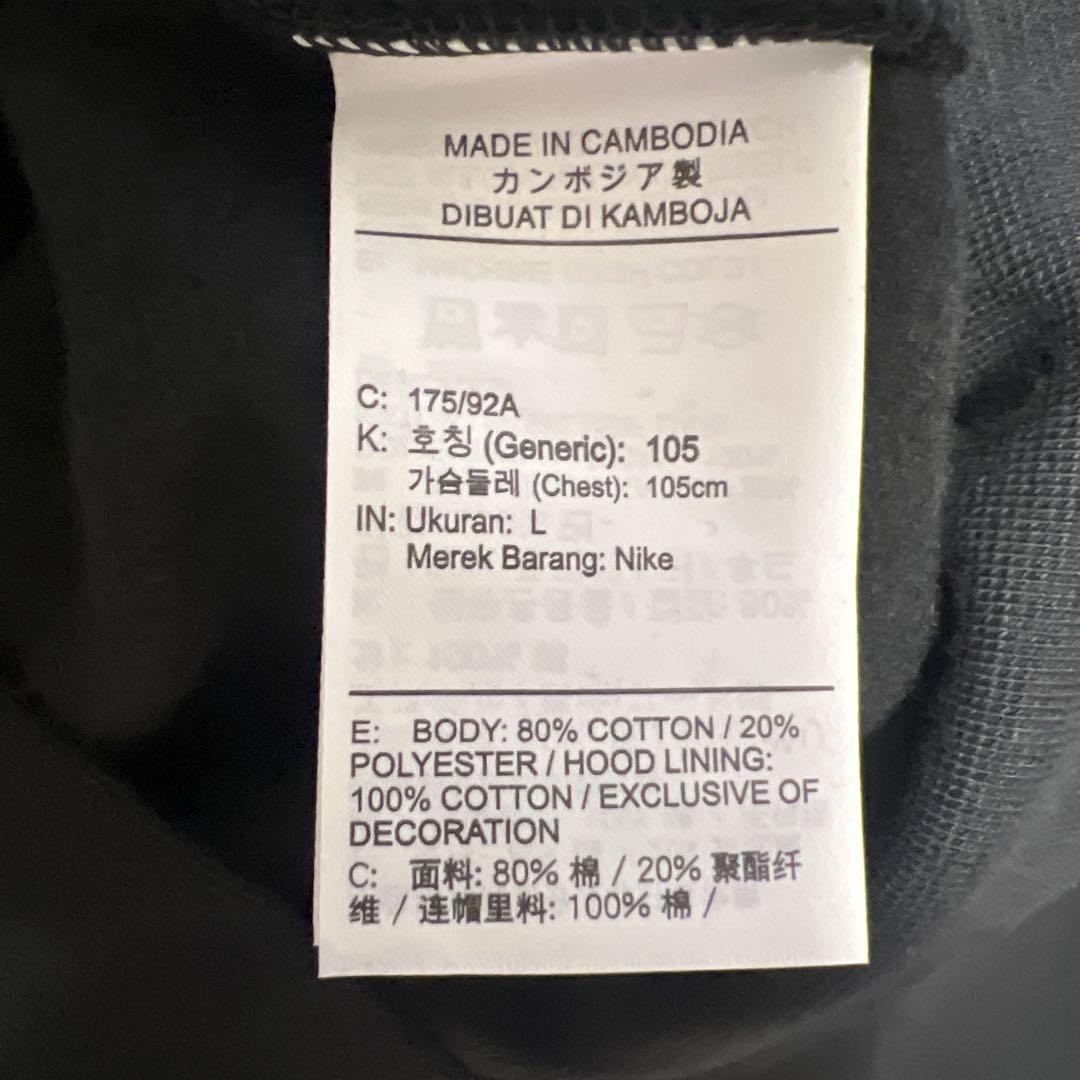 MADE IN CAMBODIA
カンボジア製
DIBUAT DI KAMBOJA
C: 175/92A
K: 호칭 (Generic): 105
가슴둘레 (Chest): 105cm
IN: Ukuran: L
Merek Barang: Nike
E: BODY: 80% COTTON / 20%
POLYESTER / HOOD LINING:
100% COTTON / EXCLUSIVE OF
DECORATION
C: 面料: 80% 棉 / 20% 聚酯纤
维 / 连帽里料: 100% 棉 /